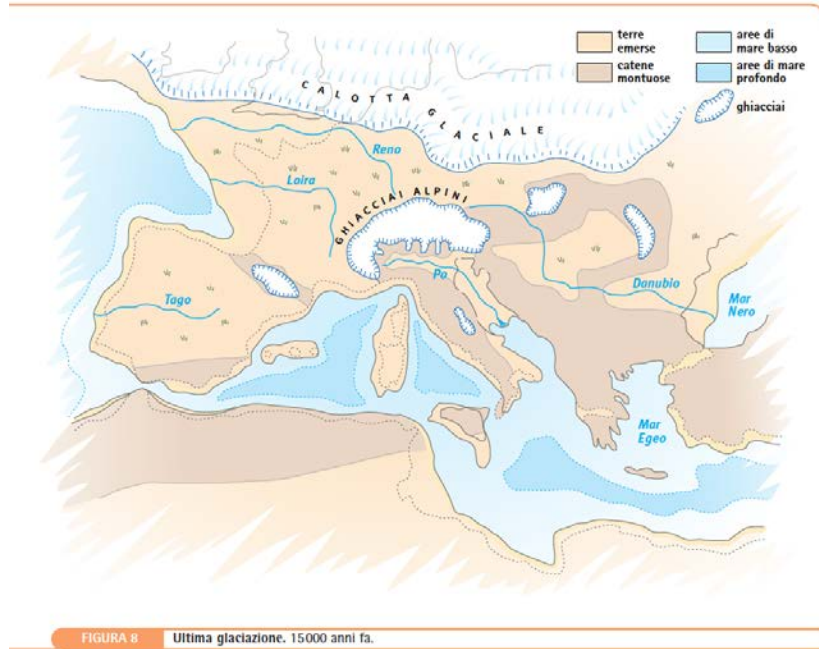 terre
emerse
catene
montuose
aree di
mare basso
aree di mare
profondo
ghiacciai
CALOTTA GLACIALE
Reno
Loira
GHIACCIAI ALPINI
Po
Danubio
Mar
Nero
Tago
Mar
Egeo
FIGURA 8 Ultima glaciazione. 15000 anni fa.